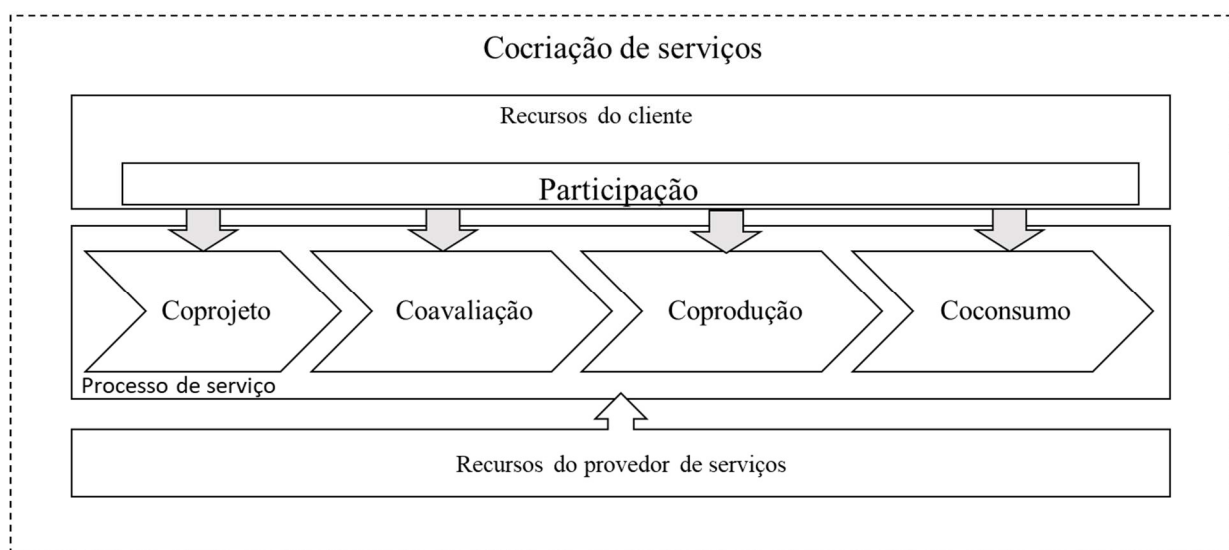 Cocriação de serviços
Recursos do cliente
Participação
Coprojeto
Coavaliação
Coprodução
Coconsumo
Processo de serviço
Recursos do provedor de serviços